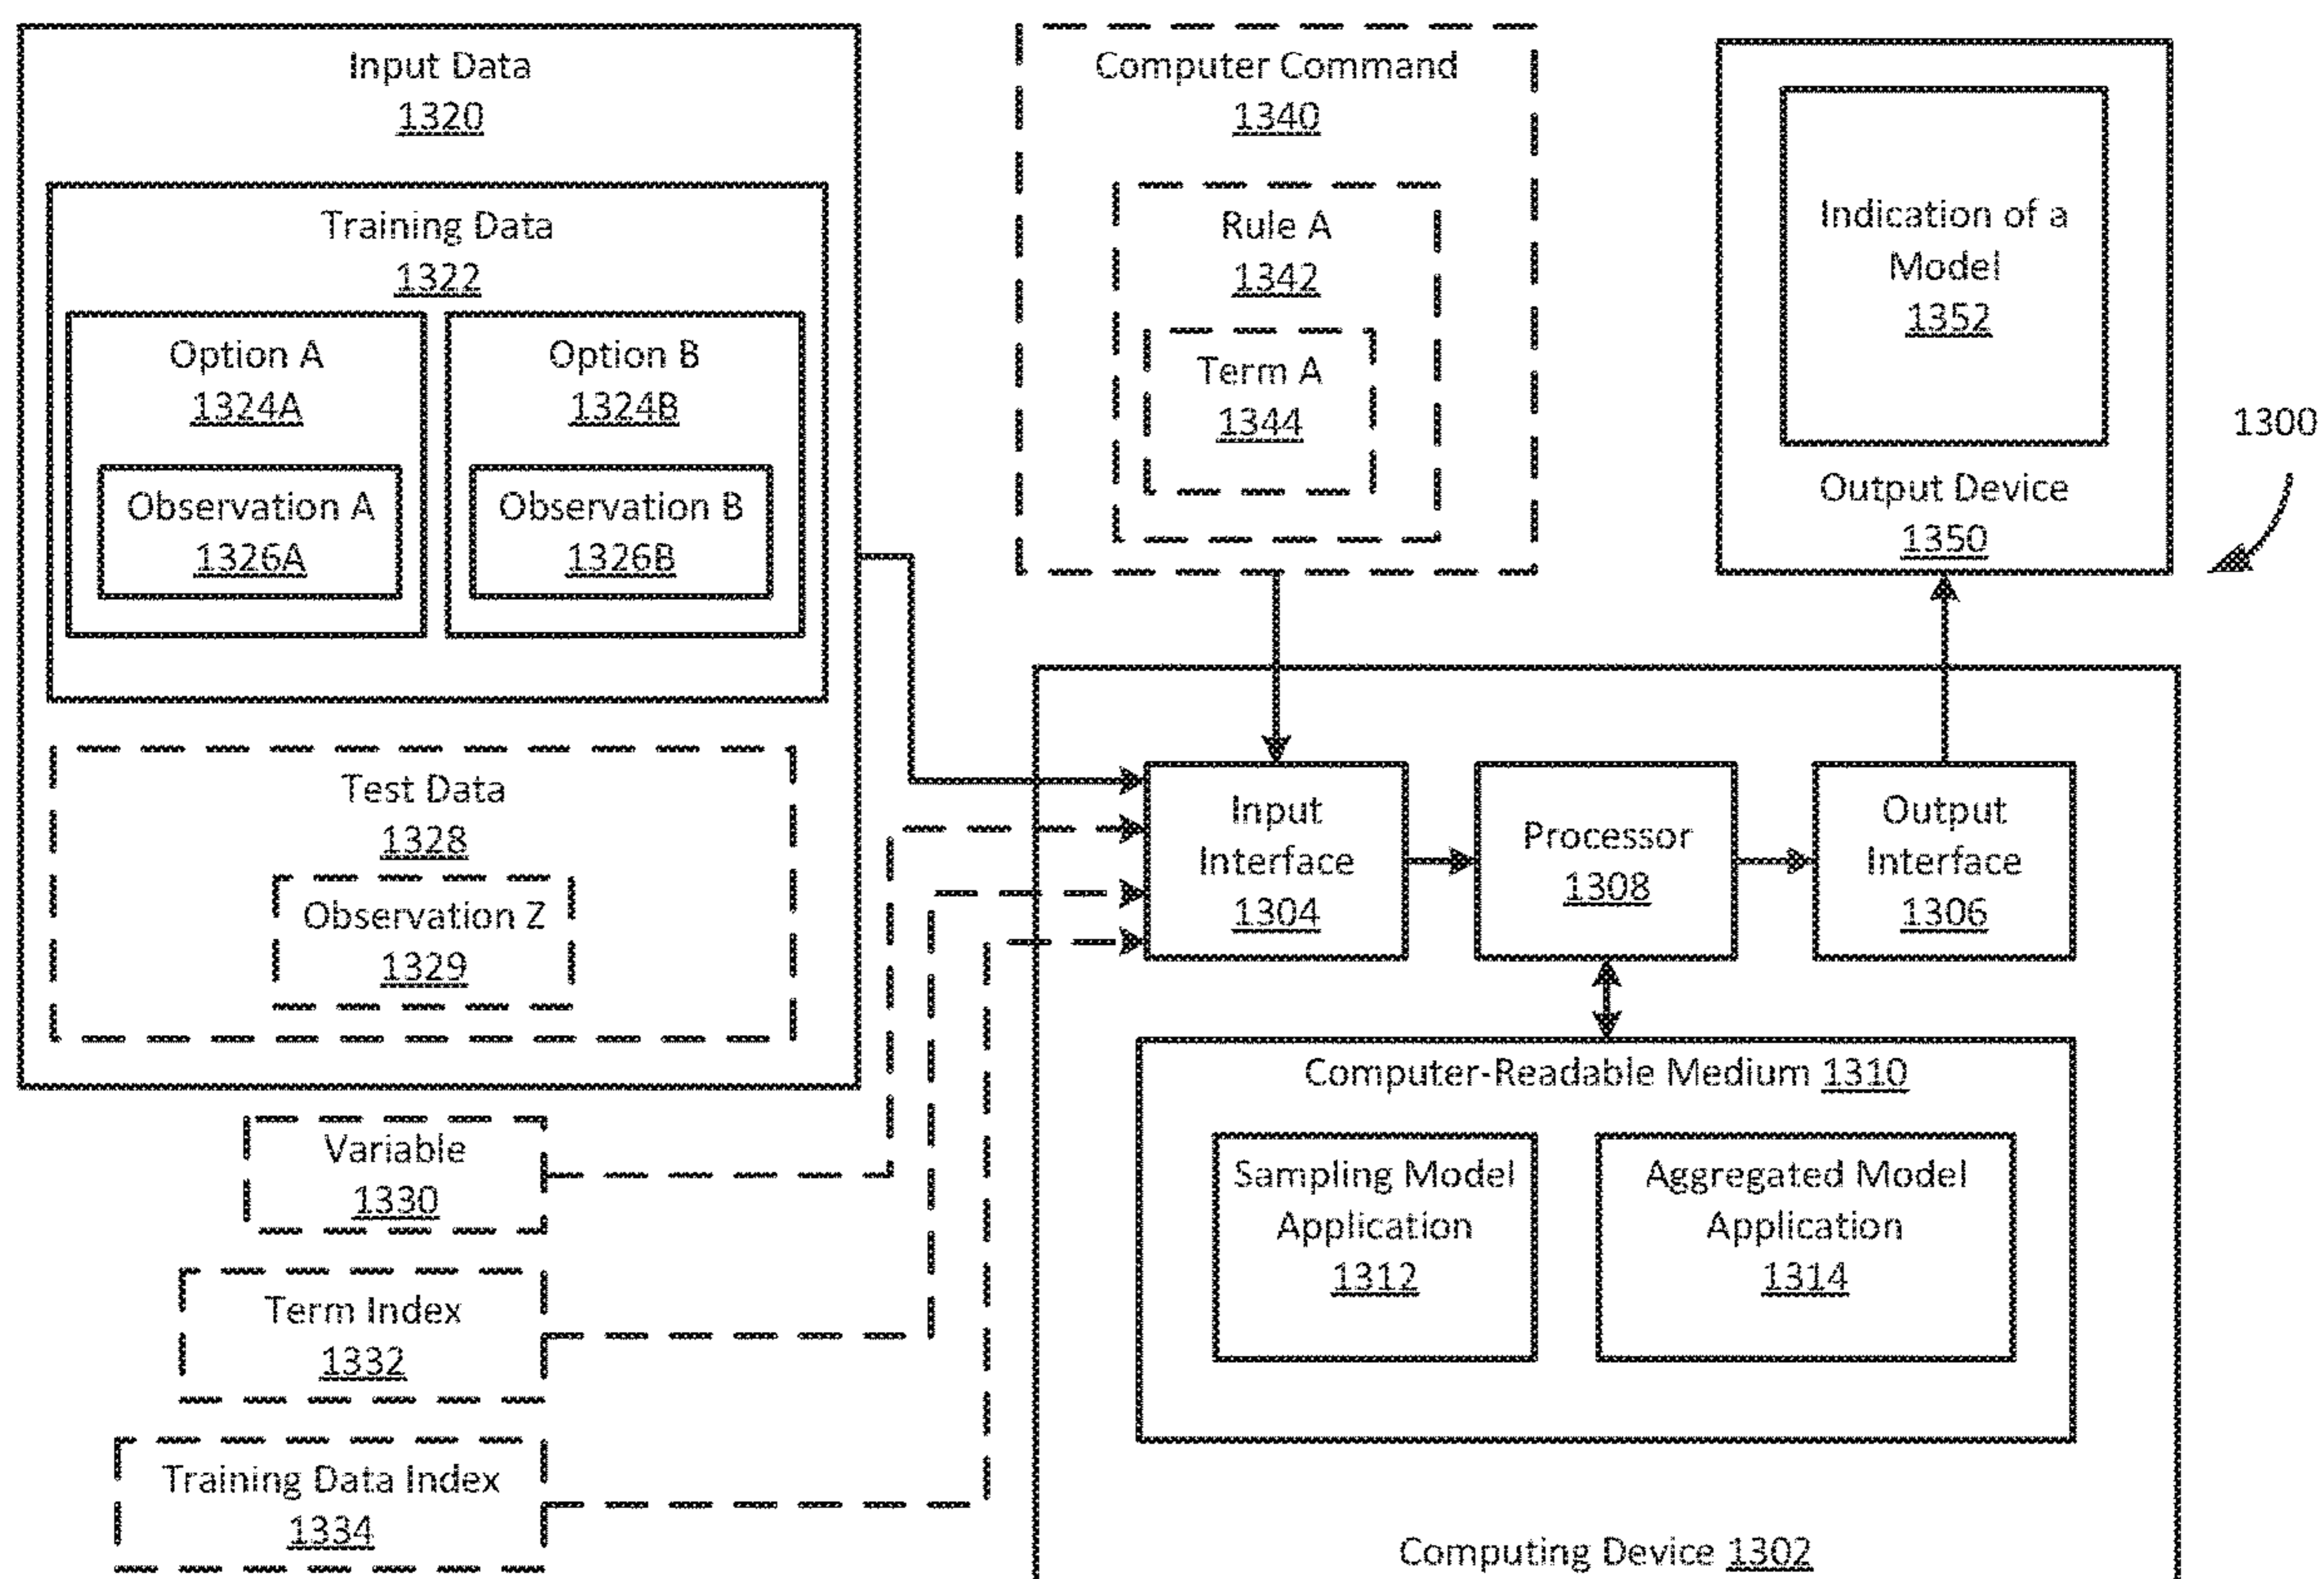 Input Data
1320
Training Data
1322
Option A
1324A
Observation A
1326A
Option B
1324B
Observation B
1326B
Test Data
1328
Observation Z
1329
Variable
1330
Term Index
1332
Training Data Index
1334
Computer Command
1340
Rule A
1342
Term A
1344
Indication of a
Model
1352
Output Device
1350
1300
Input
Interface
1304
Processor
1308
Output
Interface
1306
Computer-Readable Medium 1310
Sampling Model
Application
1312
Aggregated Model
Application
1314
Computing Device 1302